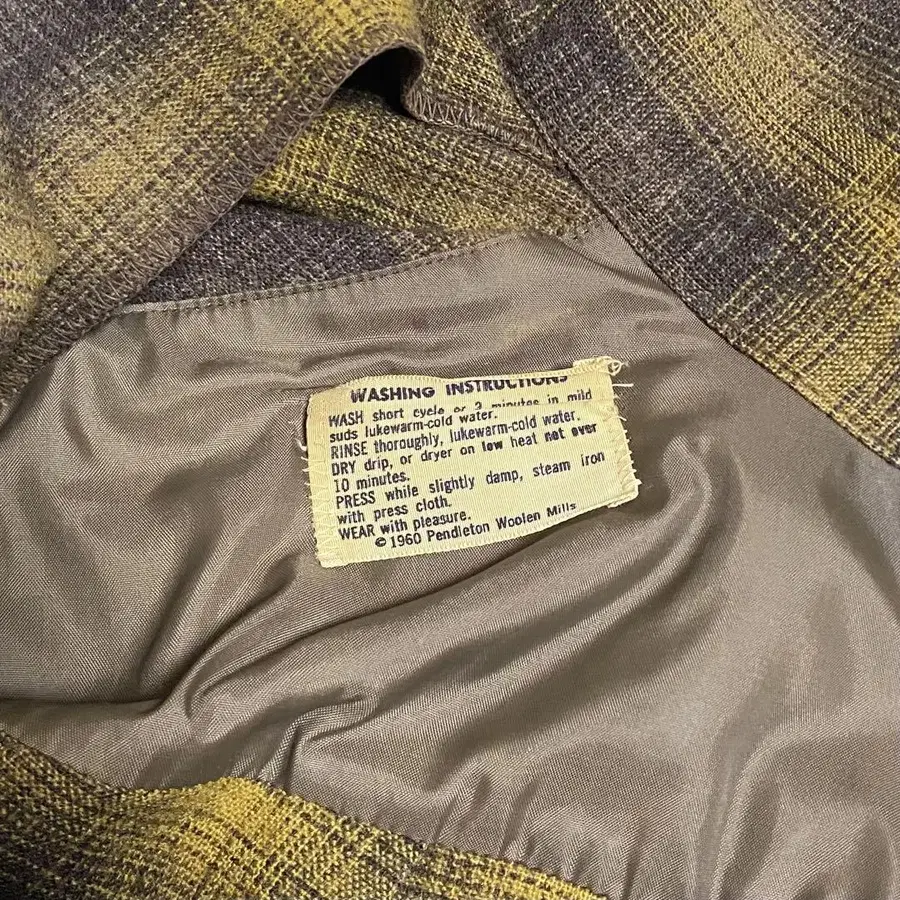 WASHING INSTRUCTIONS
WASH short cycle or 3 minutes in mild
suds lukewarm-cold water.
RINSE thoroughly, lukewarm-cold water.
DRY drip, or dryer on low heat not over
10 minutes.
PRESS while slightly damp, steam iron
with press cloth.
WEAR with pleasure.
© 1960 Pendleton Woolen Mills